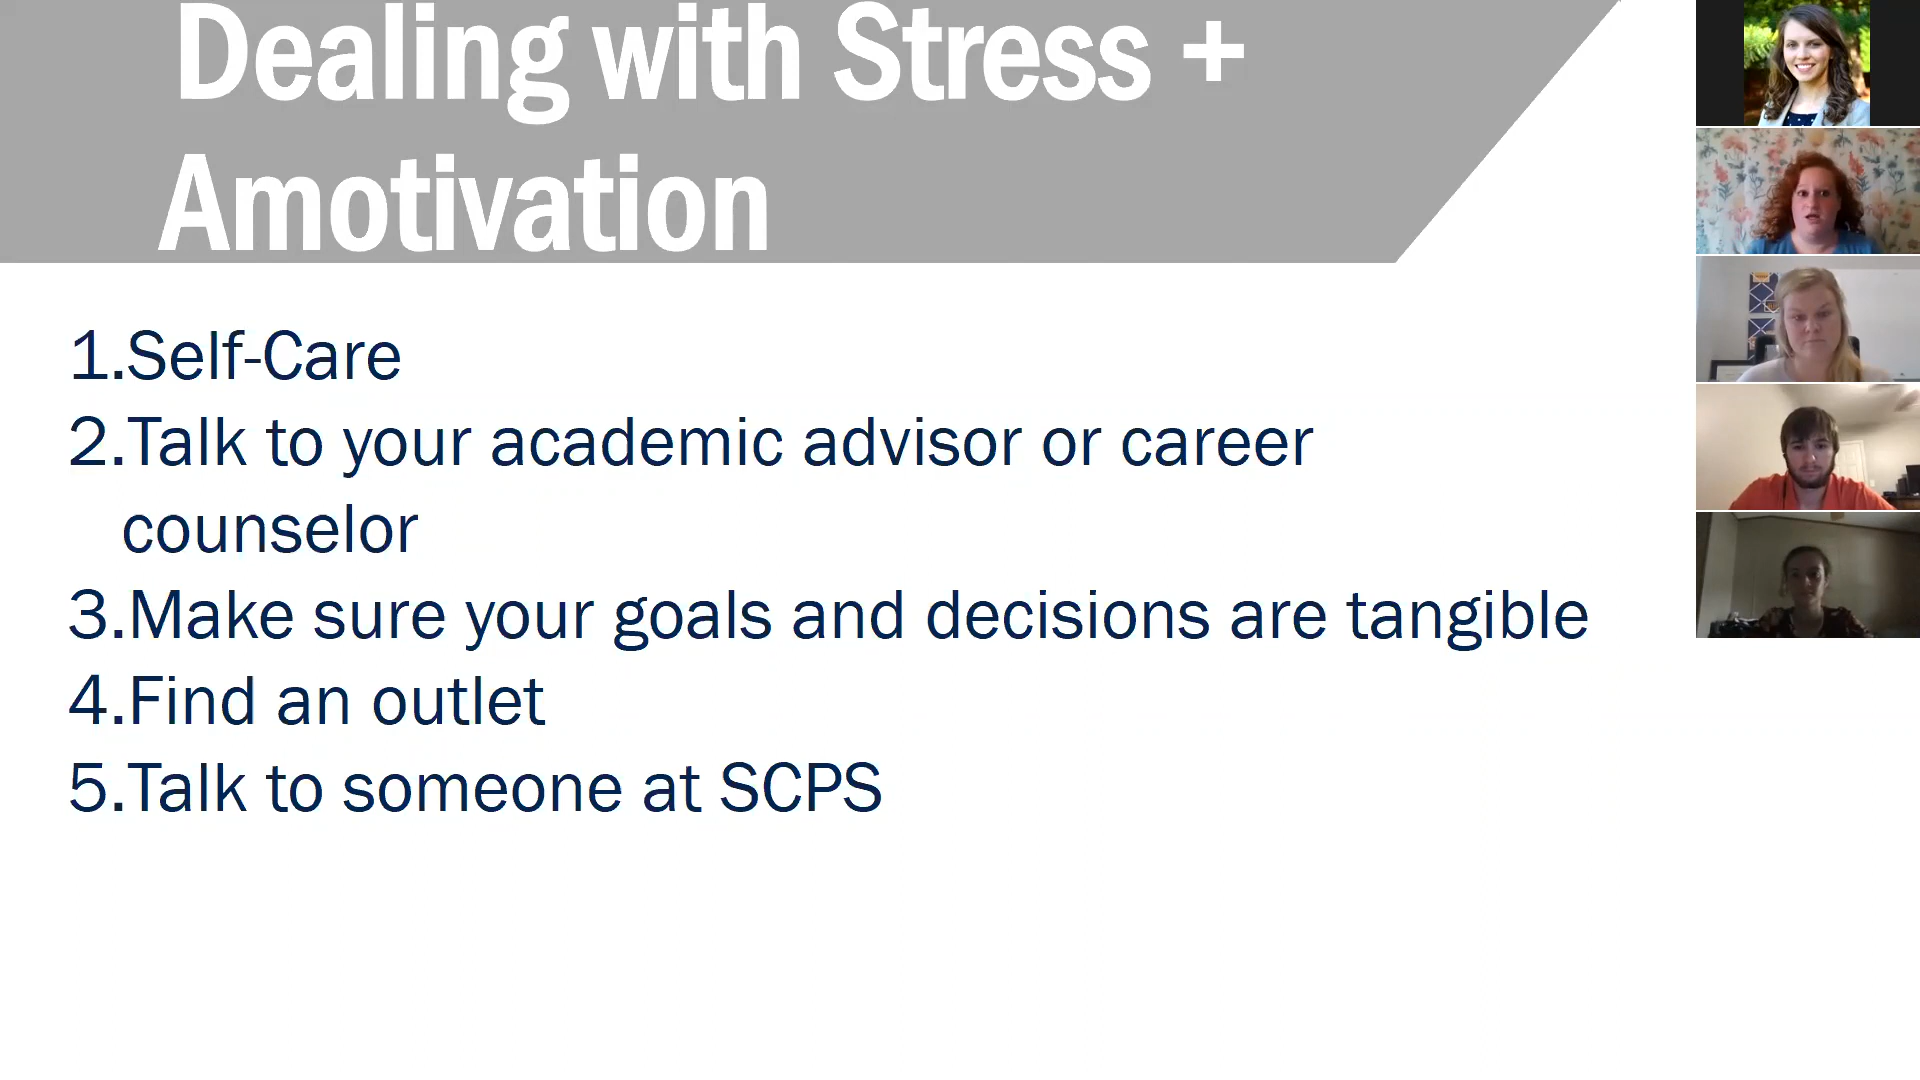 Dealing with Stress +
Amotivation
1.Self-Care
2.Talk to your academic advisor or career
counselor
3.Make sure your goals and decisions are tangible
4.Find an outlet
5.Talk to someone at SCPS